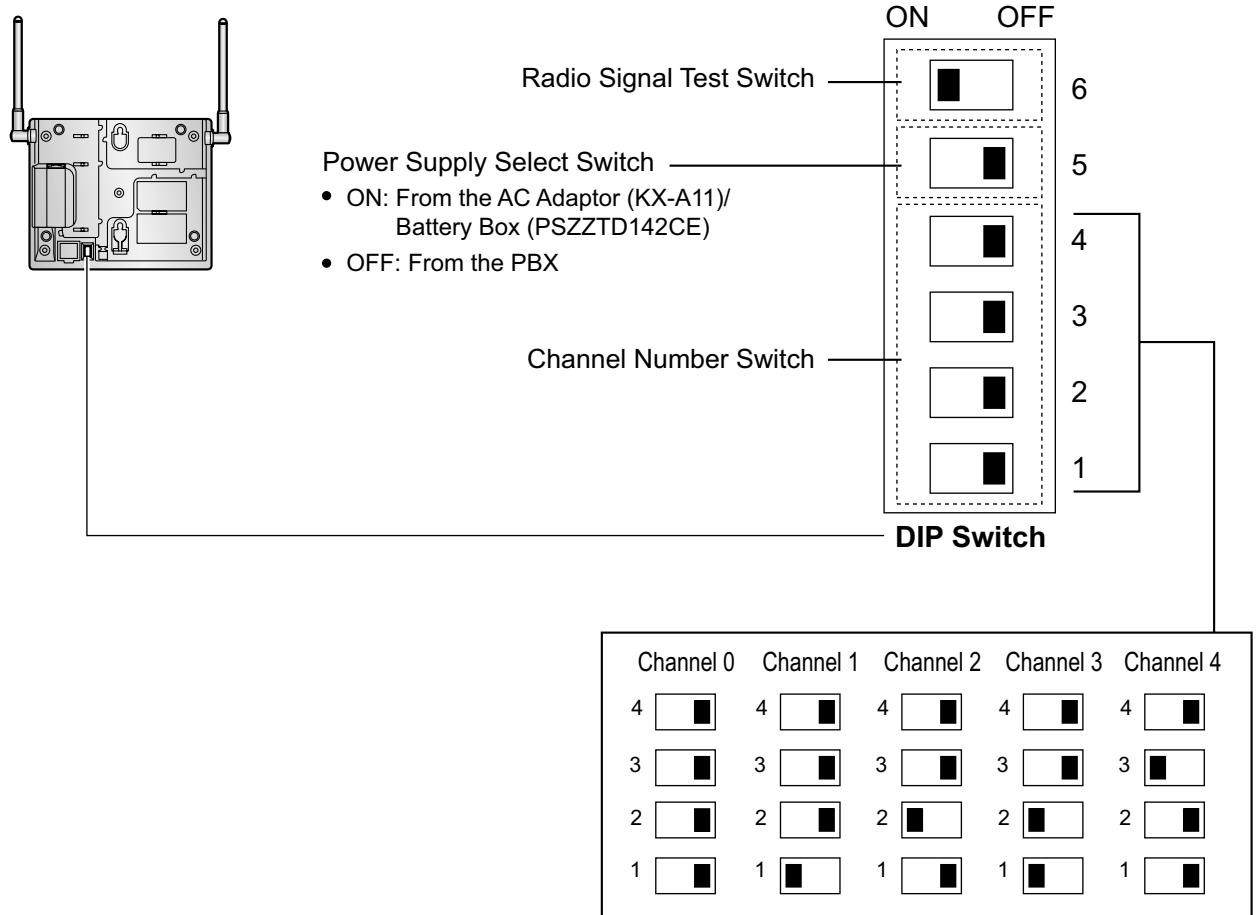 ON OFF
Radio Signal Test Switch
6
Power Supply Select Switch
5
• ON: From the AC Adaptor (KX-A11)/
Battery Box (PSZZTD142CE)
• OFF: From the PBX
4
3
Channel Number Switch
2
1
DIP Switch
Channel 0 Channel 1 Channel 2 Channel 3 Channel 4
4 4 4 4 4
3 3 3 3 3
2 2 2 2 2
1 1 1 1 1